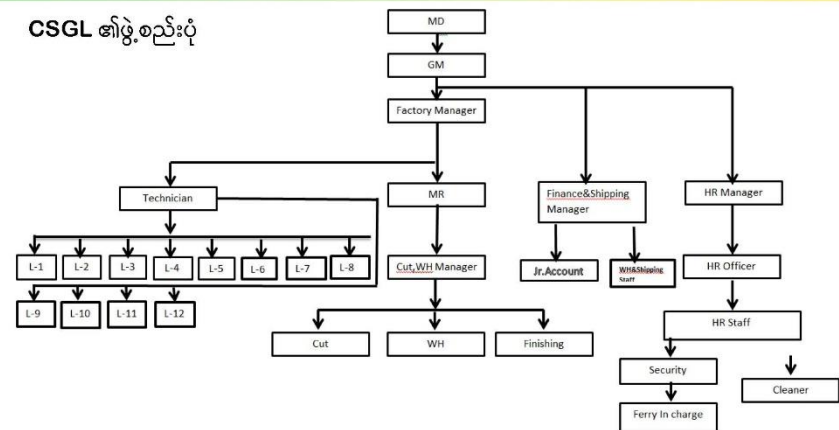 CSGL ၏ဖွဲ့စည်းပုံ
MD
GM
Factory Manager
Technician
MR
Finance&Shipping
Manager
HR Manager
L-1
L-2
L-3
L-4
L-5
L-6
L-7
L-8
Cut,WH Manager
Jr.Account
WH&Shipping
Staff
HR Officer
L-9
L-10
L-11
L-12
HR Staff
Cut
WH
Finishing
Security
Cleaner
Ferry In charge